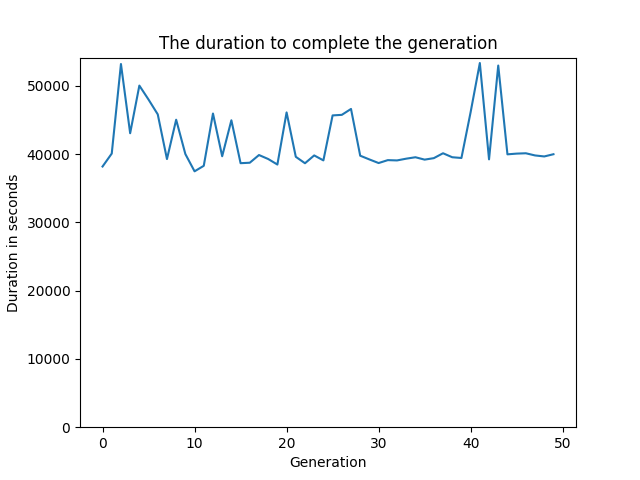 The duration to complete the generation
50000
40000
30000
20000
10000
0
Duration in seconds
0 10 20 30 40 50
Generation